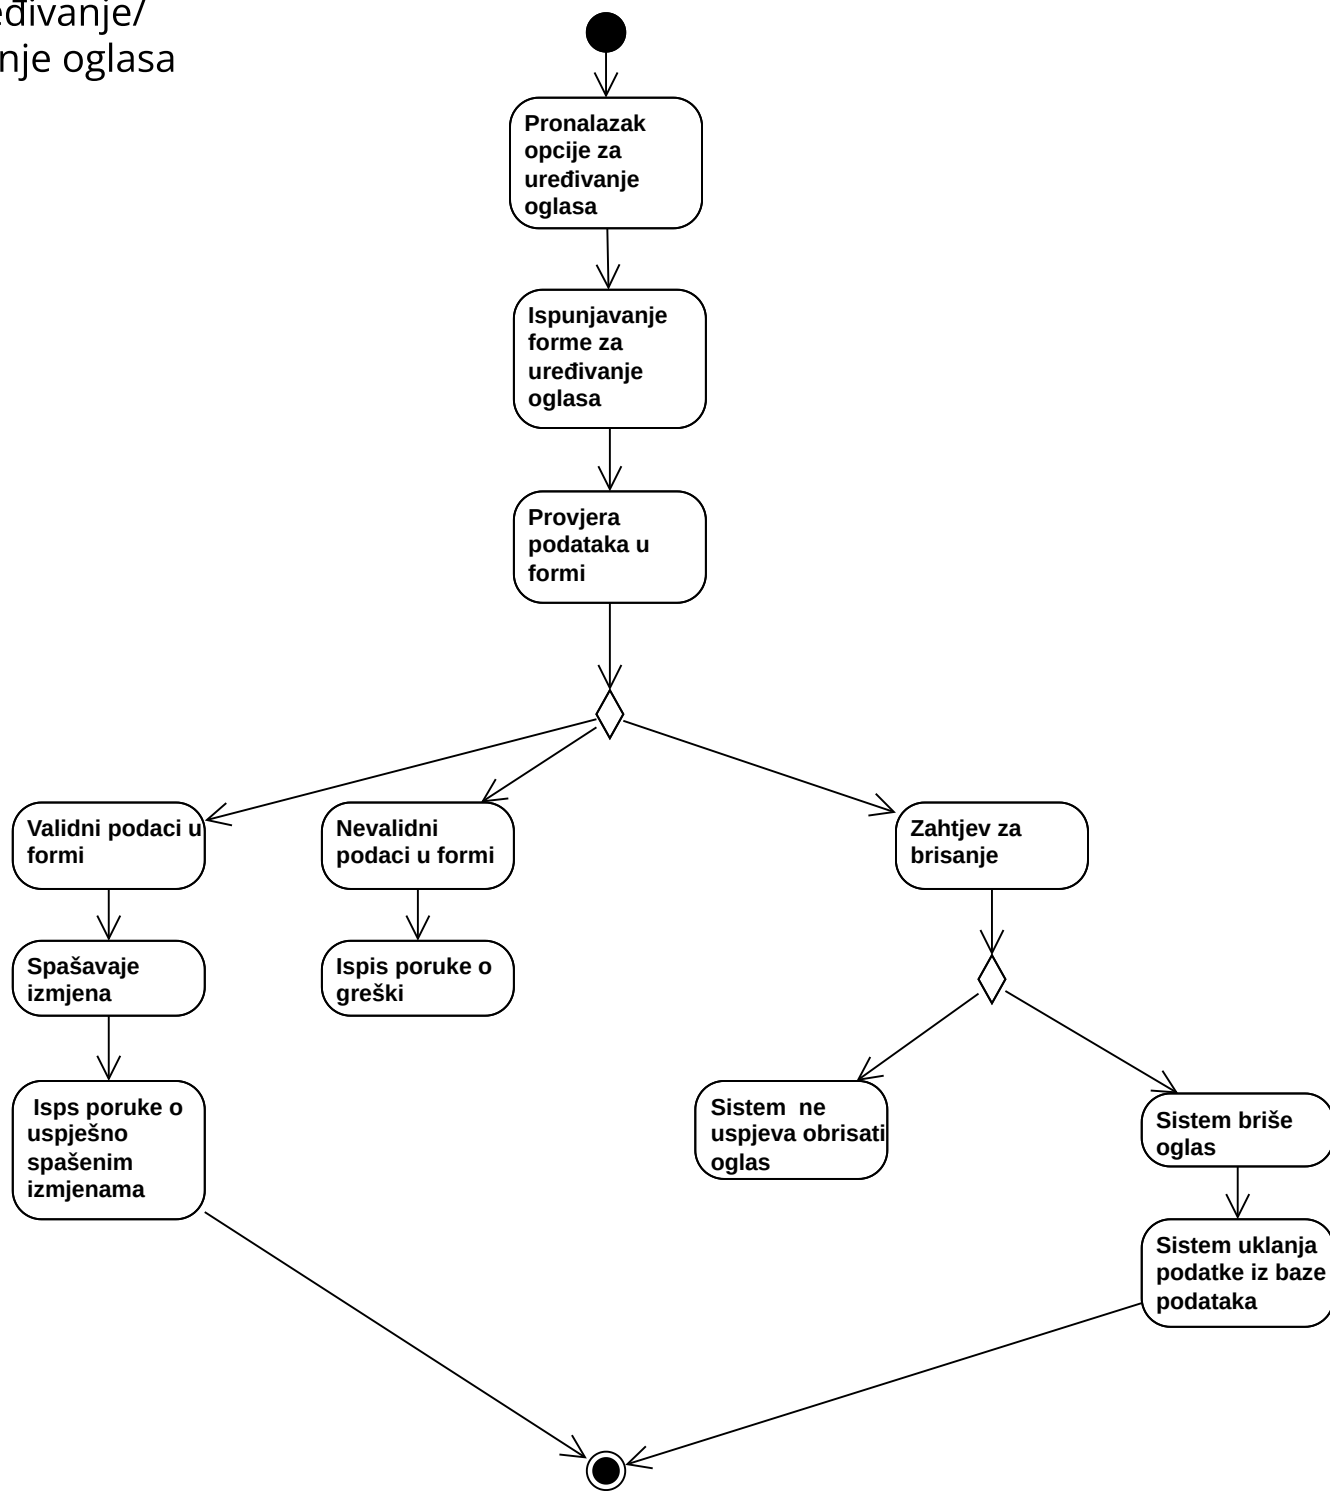 eđivanje/
nje oglasa
Pronalazak
opcije za
uređivanje
oglasa
Ispunjavanje
forme za
uređivanje
oglasa
Provjera
podataka u
formi
Validni podaci u
formi
Nevalidni
podaci u formi
Zahtjev za
brisanje
Spašavaje
izmjena
Ispis poruke o
greški
Isps poruke o
uspješno
spašenim
izmjenama
Sistem  ne
uspjeva obrisati
oglas
Sistem briše
oglas
Sistem uklanja
podatke iz baze
podataka